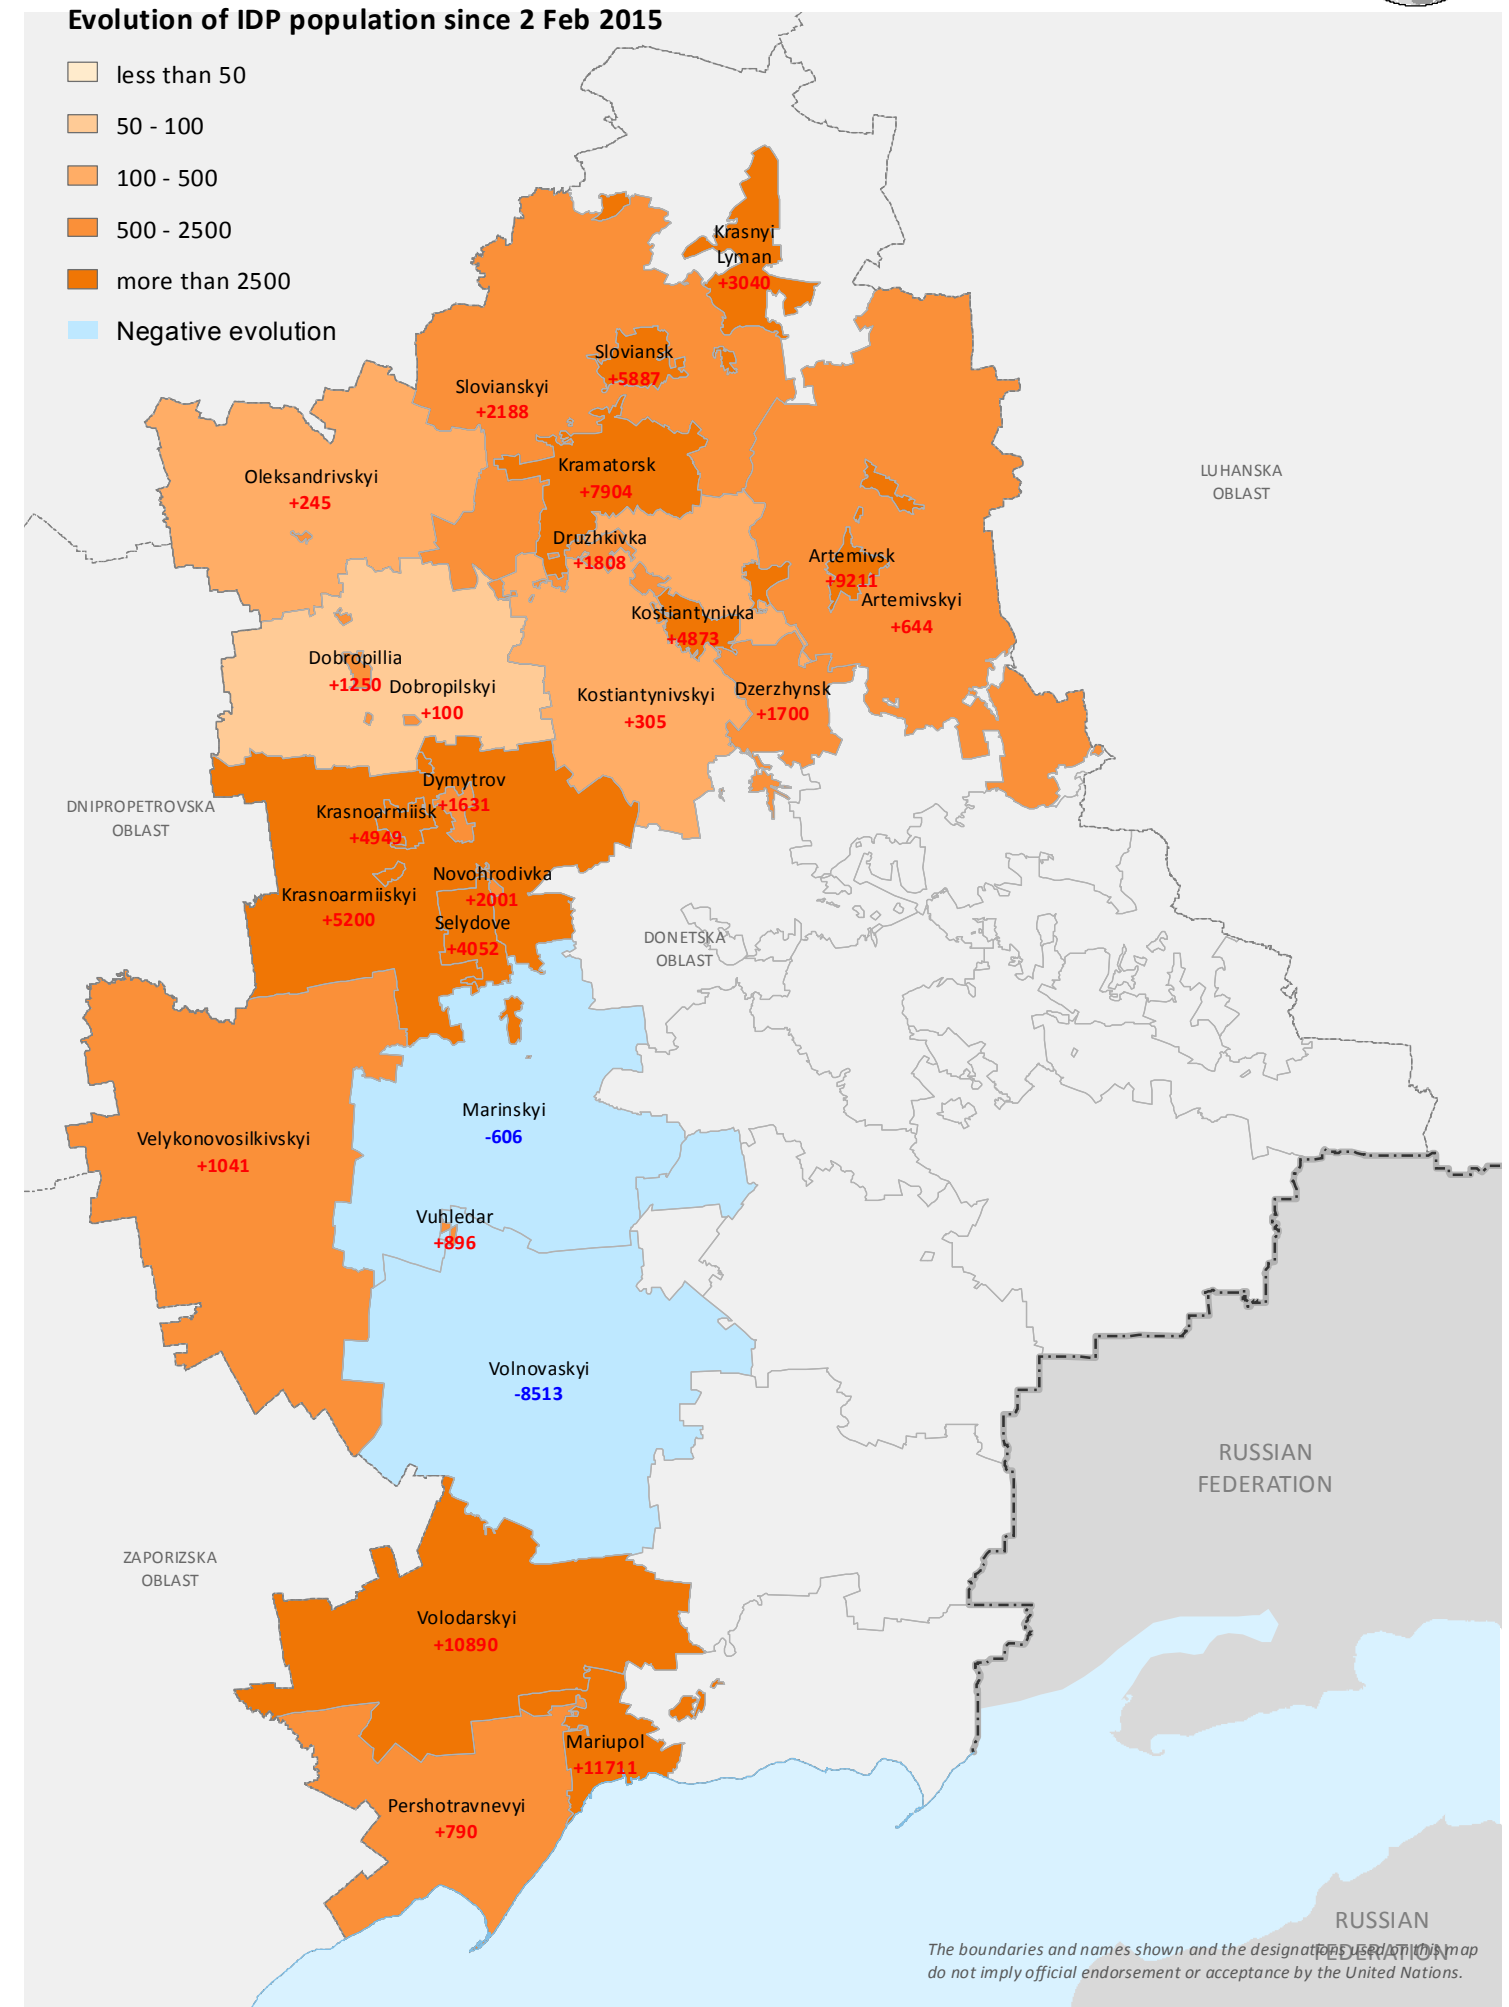 Evolution of IDP population since 2 Feb 2015
less than 50
50 - 100
100 - 500
500 - 2500
more than 2500
Negative evolution
Krasnyi
Lyman
+3040
Sloviansk
+5887
Slovianskyi
+2188
Kramatorsk
+7904
Oleksandrivskyi
+245
LUHANSKA
OBLAST
Druzhkivka
+1808
Artemivsk
+9211
Artemivskyi
+644
Kostiantynivka
+4873
Dobropillia
+1250
Dobropilskyi
+100
Kostiantynivskyi
+305
Dzerzhynsk
+1700
Dymytrov
+1631
DNIPROPETROVSKA
OBLAST
Krasnoarmiisk
+4949
Novohrodivka
+2001
Krasnoarmiiskyi
+5200
Selydove
+4052
DONETSKA
OBLAST
Marinskyi
-606
Velykonovosilkivskyi
+1041
Vuhledar
+896
Volnovaskyi
-8513
RUSSIAN
FEDERATION
ZAPORIZSKA
OBLAST
Volodarskyi
+10890
Mariupol
+11711
Pershotravnevyi
+790
RUSSIAN
FEDERATION
The boundaries and names shown and the designations used on this map
do not imply official endorsement or acceptance by the United Nations.